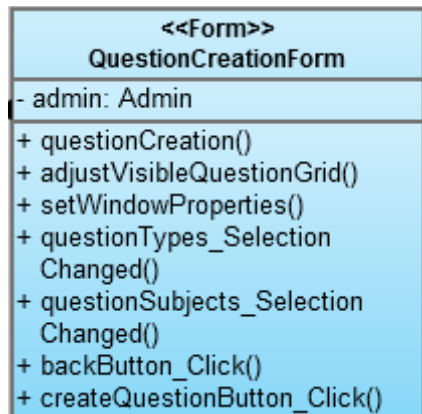 <<Form>>
QuestionCreationForm
- admin: Admin
+ questionCreation()
+ adjustVisibleQuestionGrid()
+ setWindowProperties()
+ questionTypes_Selection
Changed()
+ questionSubjects_Selection
Changed()
+ backButton_Click()
+ createQuestionButton_Click()